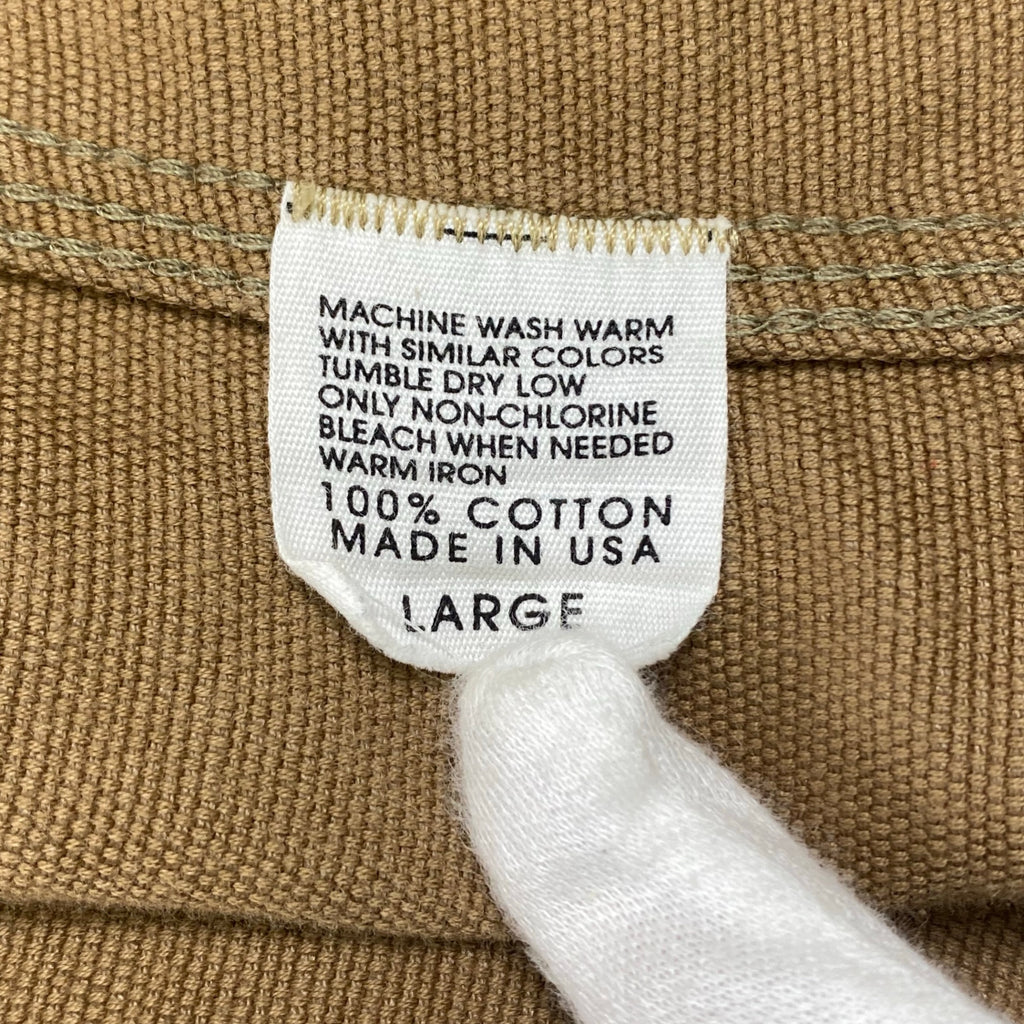 MACHINE WASH WARM
WITH SIMILAR COLORS
TUMBLE DRY LOW
ONLY NON-CHLORINE
BLEACH WHEN NEEDED
WARM IRON
100% COTTON
MADE IN USA
LARGE